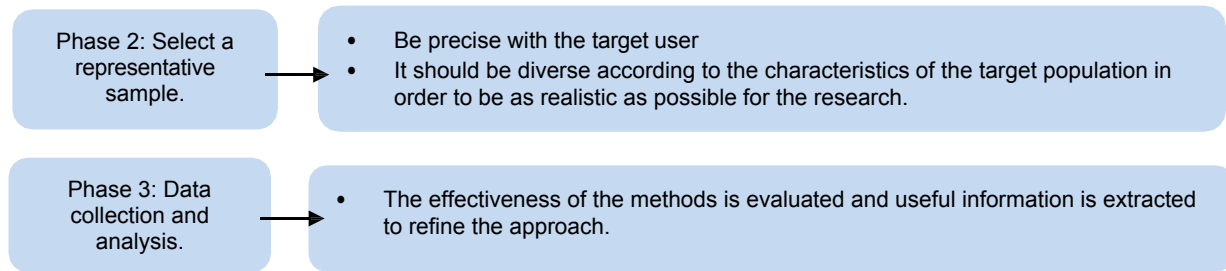 Phase 2: Select a
representative
sample.
• Be precise with the target user
• It should be diverse according to the characteristics of the target population in
order to be as realistic as possible for the research.
Phase 3: Data
collection and
analysis.
• The effectiveness of the methods is evaluated and useful information is extracted
to refine the approach.